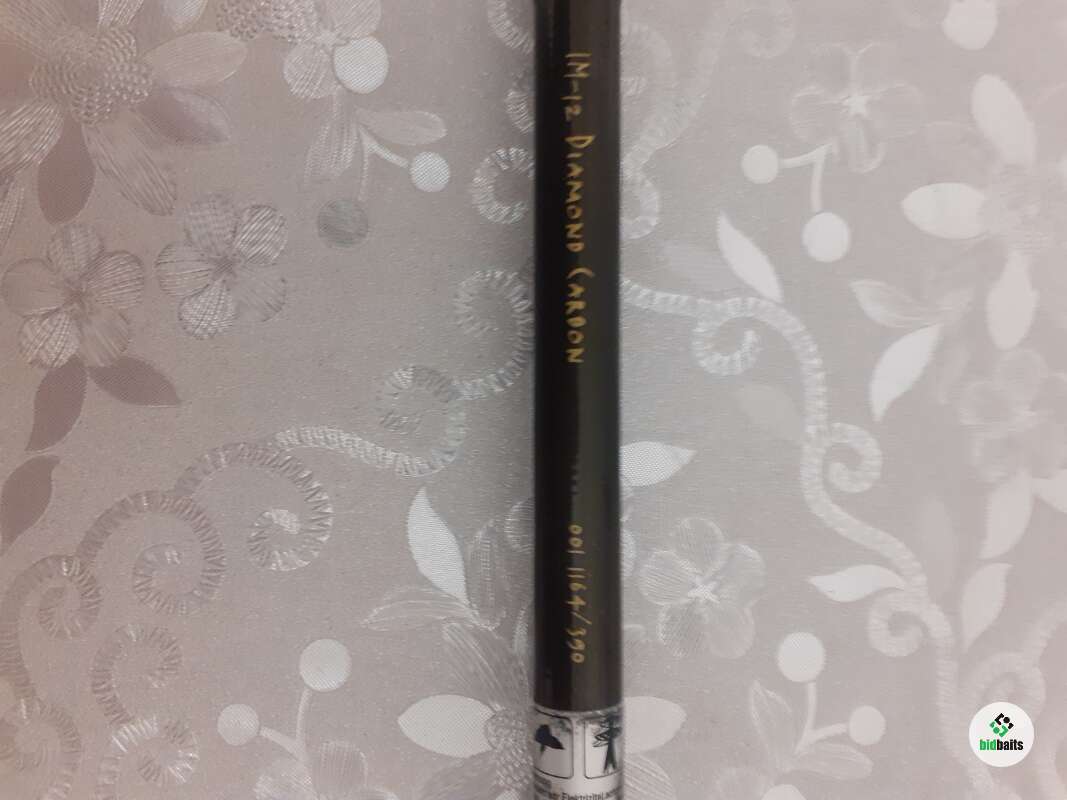 IM-12 DIAMOND CARBON
001 1164/390
bidbaits